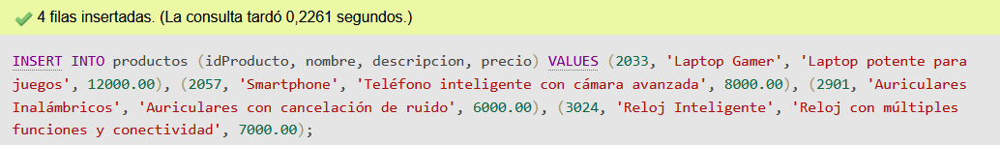 4 filas insertadas. (La consulta tardó 0,2261 segundos.)
INSERT INTO productos (idProducto, nombre, descripcion, precio) VALUES (2033, 'Laptop Gamer', 'Laptop potente para
juegos', 12000.00), (2057, 'Smartphone', 'Teléfono inteligente con cámara avanzada', 8000.00), (2901, 'Auriculares
Inalámbricos', 'Auriculares con cancelación de ruido', 6000.00), (3024, 'Reloj Inteligente', 'Reloj con múltiples
funciones y conectividad', 7000.00);